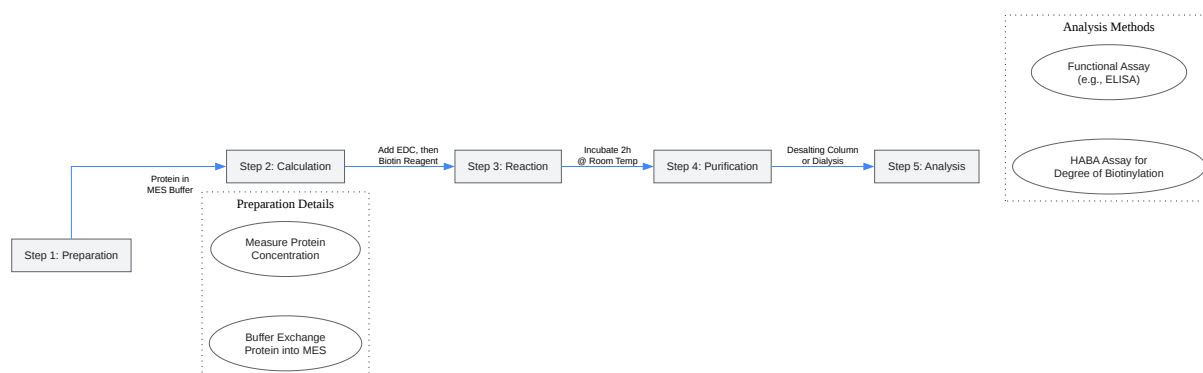 Analysis Methods
Functional Assay
(e.g., ELISA)
HABA Assay for
Degree of Biotinylation
Step 1: Preparation
Protein in
MES Buffer
Step 2: Calculation
Add EDC, then
Biotin Reagent
Step 3: Reaction
Incubate 2h
@ Room Temp
Step 4: Purification
Desalting Column
or Dialysis
Step 5: Analysis
Preparation Details
Measure Protein
Concentration
Buffer Exchange
Protein into MES